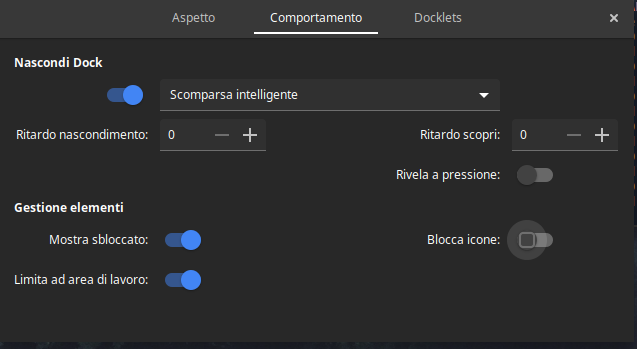 Aspetto Comportamento Docklets
Nascondi Dock
Scomparsa intelligente
Ritardo nascondimento: 0 Ritardo scopri: 0
Rivela a pressione:
Gestione elementi
Mostra sbloccato: Blocca icone:
Limita ad area di lavoro: